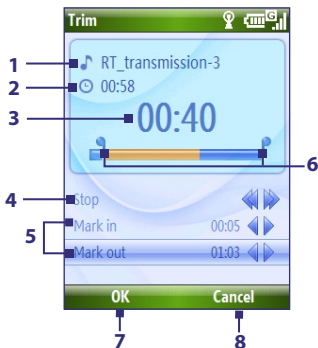 Trim
G
1 RT_transmission-3
2 00:58
3 00:40
6
4 Stop
5 Mark in 00:05
Mark out 01:03
OK Cancel
7 8